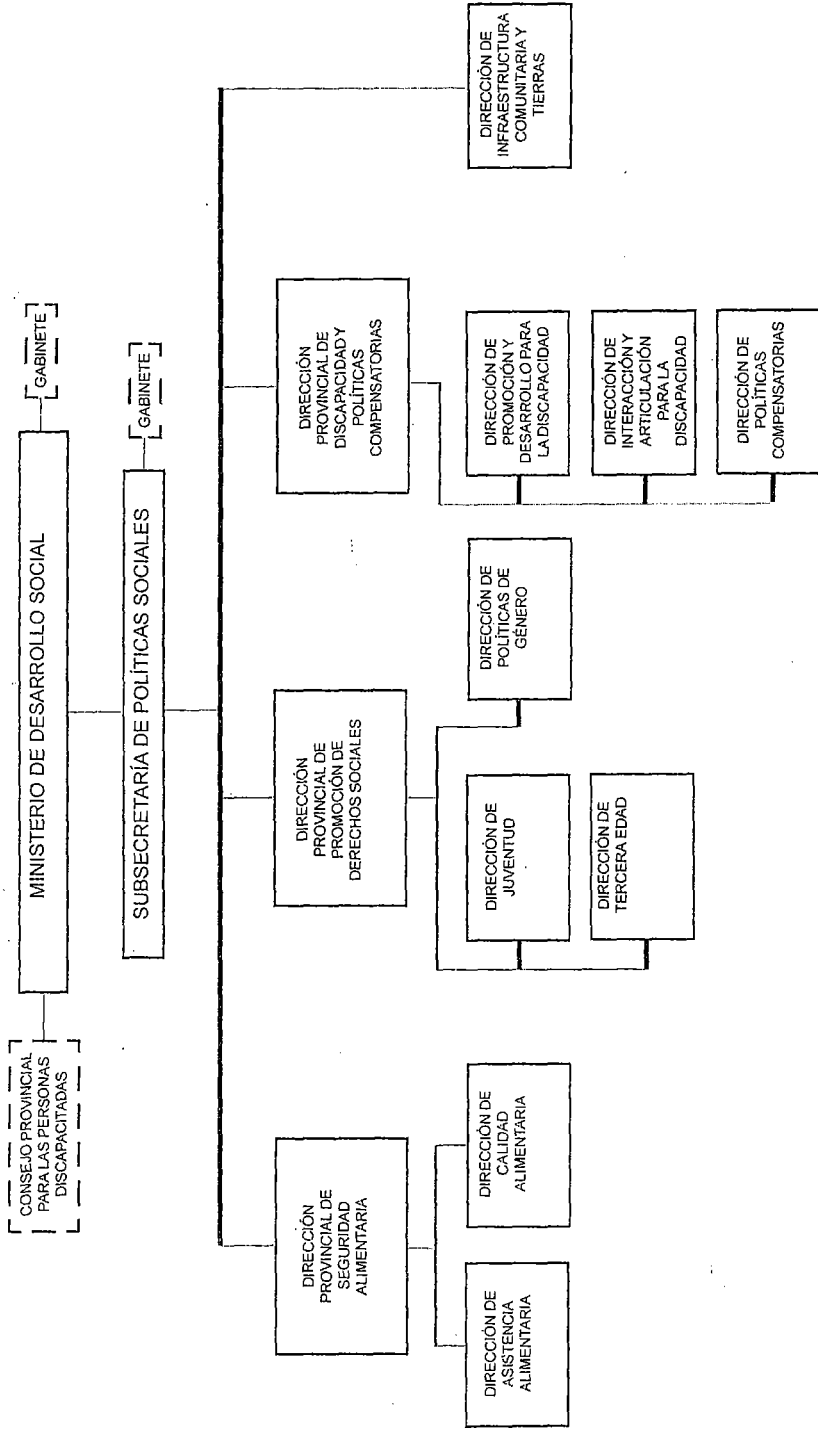 CONSEJO PROVINCIAL
PARA LAS PERSONAS
DISCAPACITADAS
MINISTERIO DE DESARROLLO SOCIAL
GABINETE
SUBSECRETARÍA DE POLÍTICAS SOCIALES
GABINETE
DIRECCIÓN
PROVINCIAL DE
SEGURIDAD
ALIMENTARIA
DIRECCIÓN
PROVINCIAL DE
PROMOCIÓN DE
DERECHOS SOCIALES
DIRECCIÓN
PROVINCIAL DE
DISCAPACIDAD Y
POLÍTICAS
COMPENSATORIAS
DIRECCIÓN DE
ASISTENCIA
ALIMENTARIA
DIRECCIÓN DE
CALIDAD
ALIMENTARIA
DIRECCIÓN DE
JUVENTUD
DIRECCIÓN DE
TERCERA EDAD
DIRECCIÓN DE
POLÍTICAS DE
GÉNERO
DIRECCIÓN DE
PROMOCIÓN Y
DESARROLLO PARA
LA DISCAPACIDAD
DIRECCIÓN DE
INTERACCIÓN Y
ARTICULACIÓN
PARA LA
DISCAPACIDAD
DIRECCIÓN DE
POLÍTICAS
COMPENSATORIAS
DIRECCIÓN DE
INFRAESTRUCTURA
COMUNITARIA Y
TIERRAS